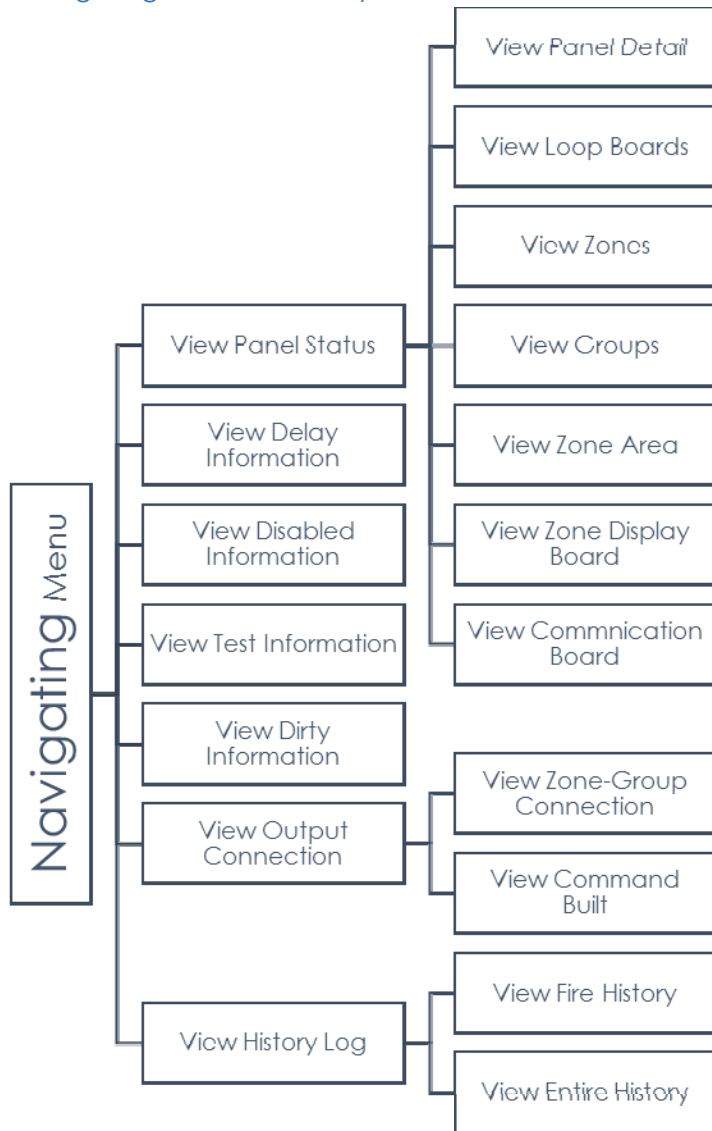 Navigating Menu
View Panel Status
View Delay
Information
View Disabled
Information
View Test Information
View Dirty
Information
View Output
Connection
View History Log
View Panel Detail
View Loop Boards
View Zones
View Groups
View Zone Area
View Zone Display
Board
View Commnication
Board
View Zone-Group
Connection
View Command
Built
View Fire History
View Entire History